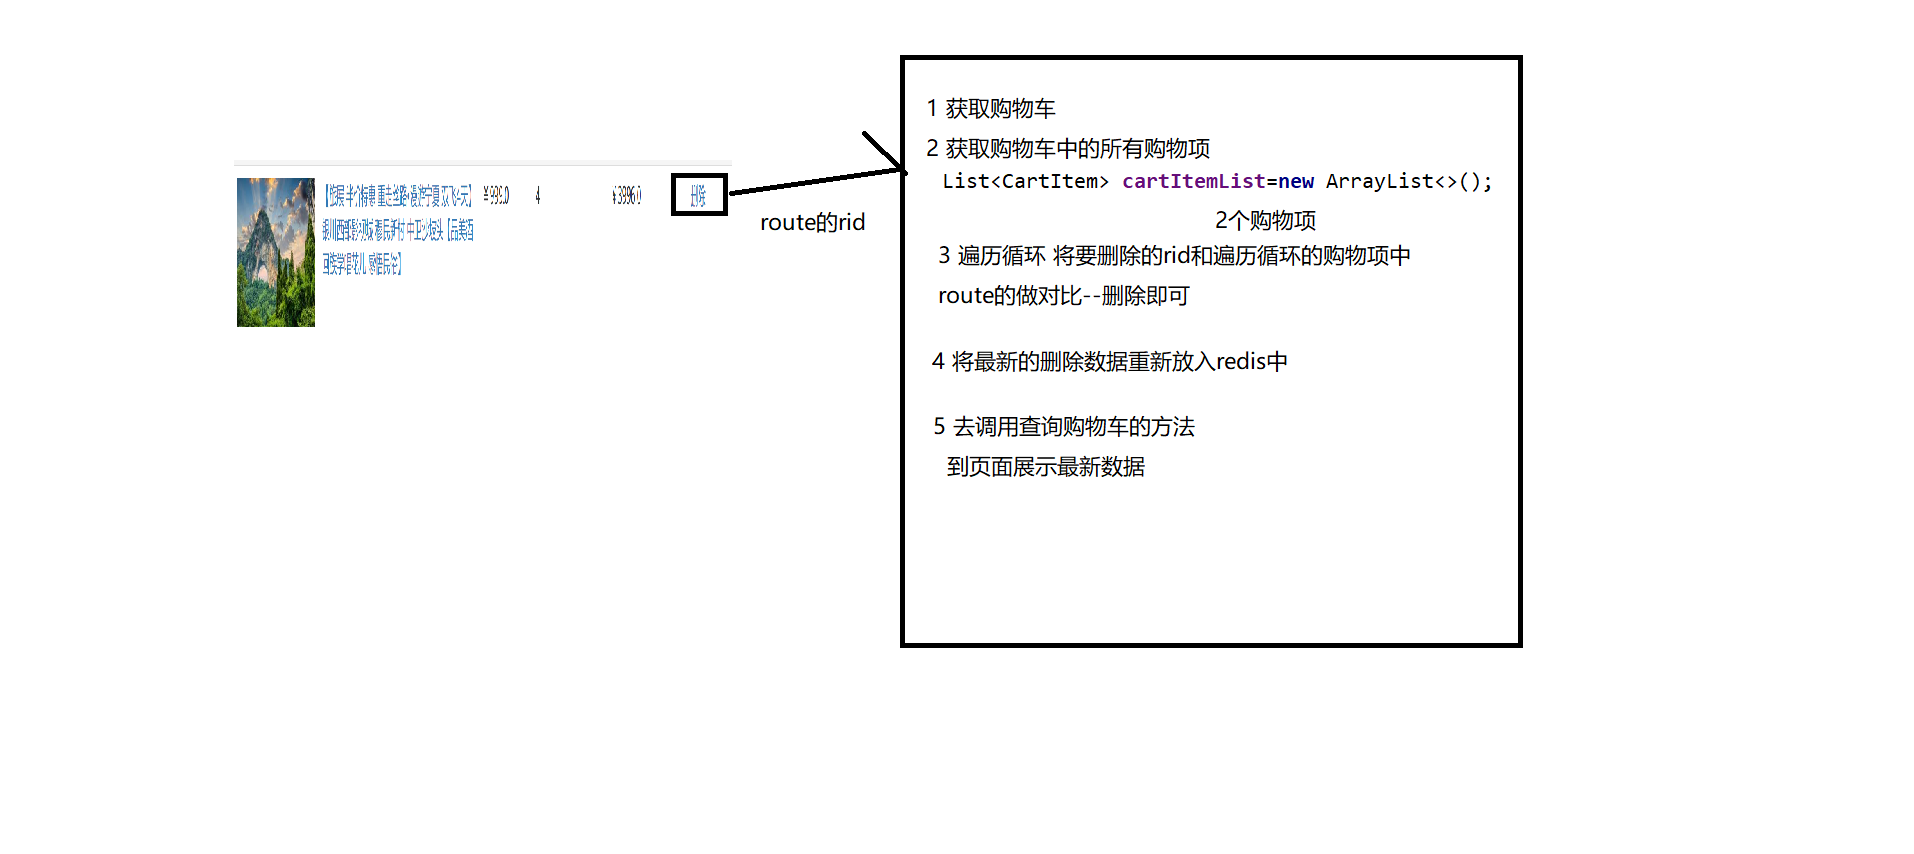 ¥999.0
4
¥3996.0
删除
route的rid
1 获取购物车
2 获取购物车中的所有购物项
List<CartItem> cartItemList=new ArrayList<>();
2个购物项
3 遍历循环 将要删除的rid和遍历循环的购物项中
route的做对比--删除即可
4 将最新的删除数据重新放入redis中
5 去调用查询购物车的方法
到页面展示最新数据